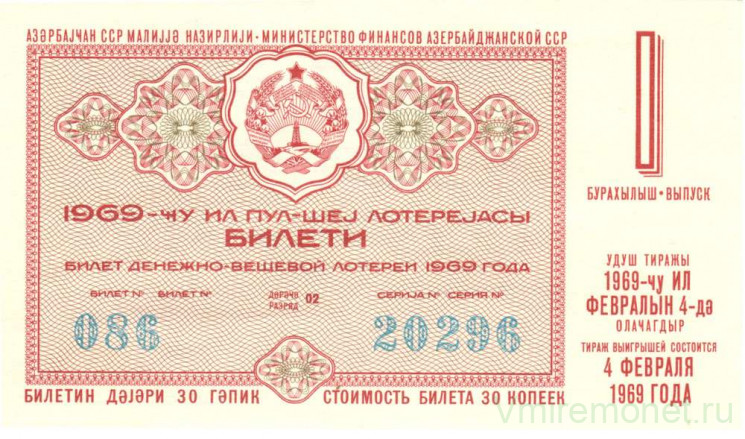 АЗӘРБАЈҸАН ССР МАЛИЈЈӘ НАЗИРЛИЈИ · МИНИСТЕРСТВО ФИНАНСОВ АЗЕРБАЙДЖАНСКОЙ ССР
1969-ЧУ ИЛ ПУЛ-ШЕЈ ЛОТЕРЕЈАСЫ
БИЛЕТИ
БИЛЕТ ДЕНЕЖНО-ВЕЩЕВОЙ ЛОТЕРЕИ 1969 ГОДА
БИЛЕТ № БИЛЕТ № ДӘРӘҸӘ РАЗРЯД 02 СЕРИЈА № СЕРИЯ №
086 20296
БИЛЕТИН ДӘЈӘРИ 30 ГӘПИК СТОИМОСТЬ БИЛЕТА 30 КОПЕЕК
I
БУРАХЫЛЫШ · ВЫПУСК
УДУШ ТИРАЖЫ
1969-чу ИЛ
ФЕВРАЛЫН 4-дә
ОЛАЧАГДЫР
ТИРАЖ ВЫИГРЫШЕЙ СОСТОИТСЯ
4 ФЕВРАЛЯ
1969 ГОДА
vmiremonet.ru